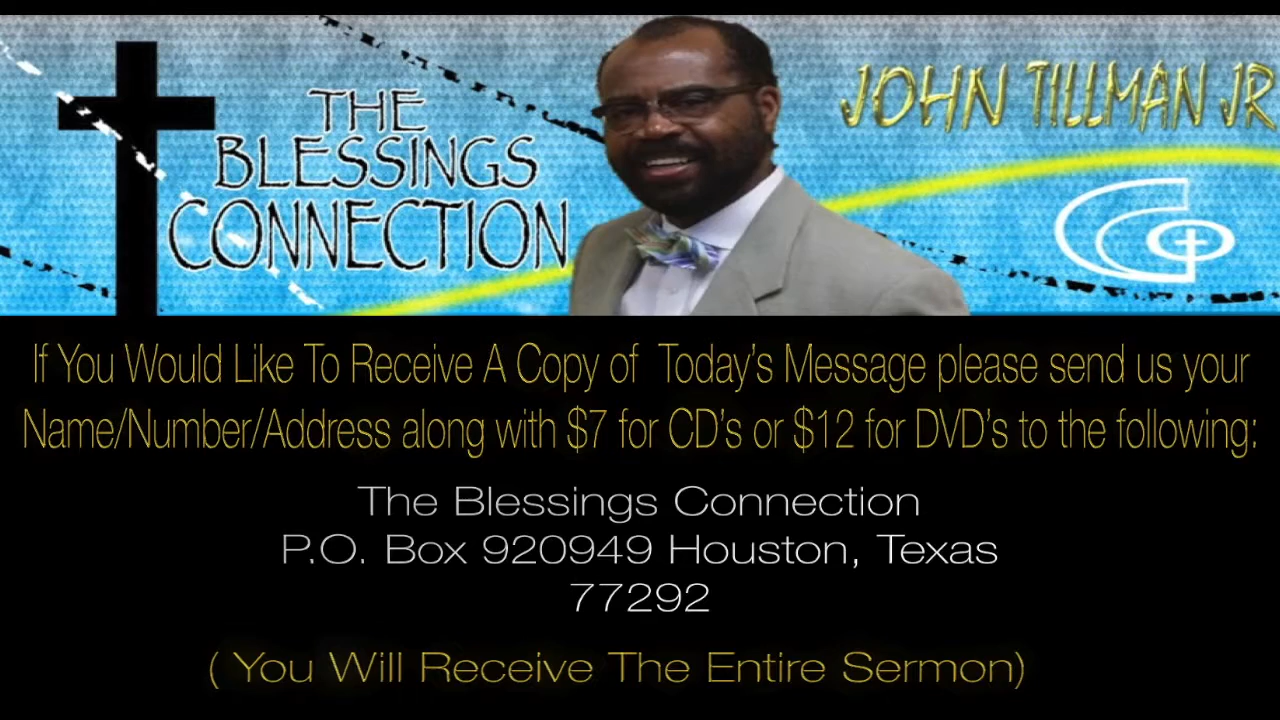 THE
BLESSINGS
CONNECTION
JOHN TILLMAN JR
If You Would Like To Receive A Copy of Today's Message please send us your
Name/Number/Address along with $7 for CD's or $12 for DVD's to the following:
The Blessings Connection
P.O. Box 920949 Houston, Texas
77292
( You Will Receive The Entire Sermon)